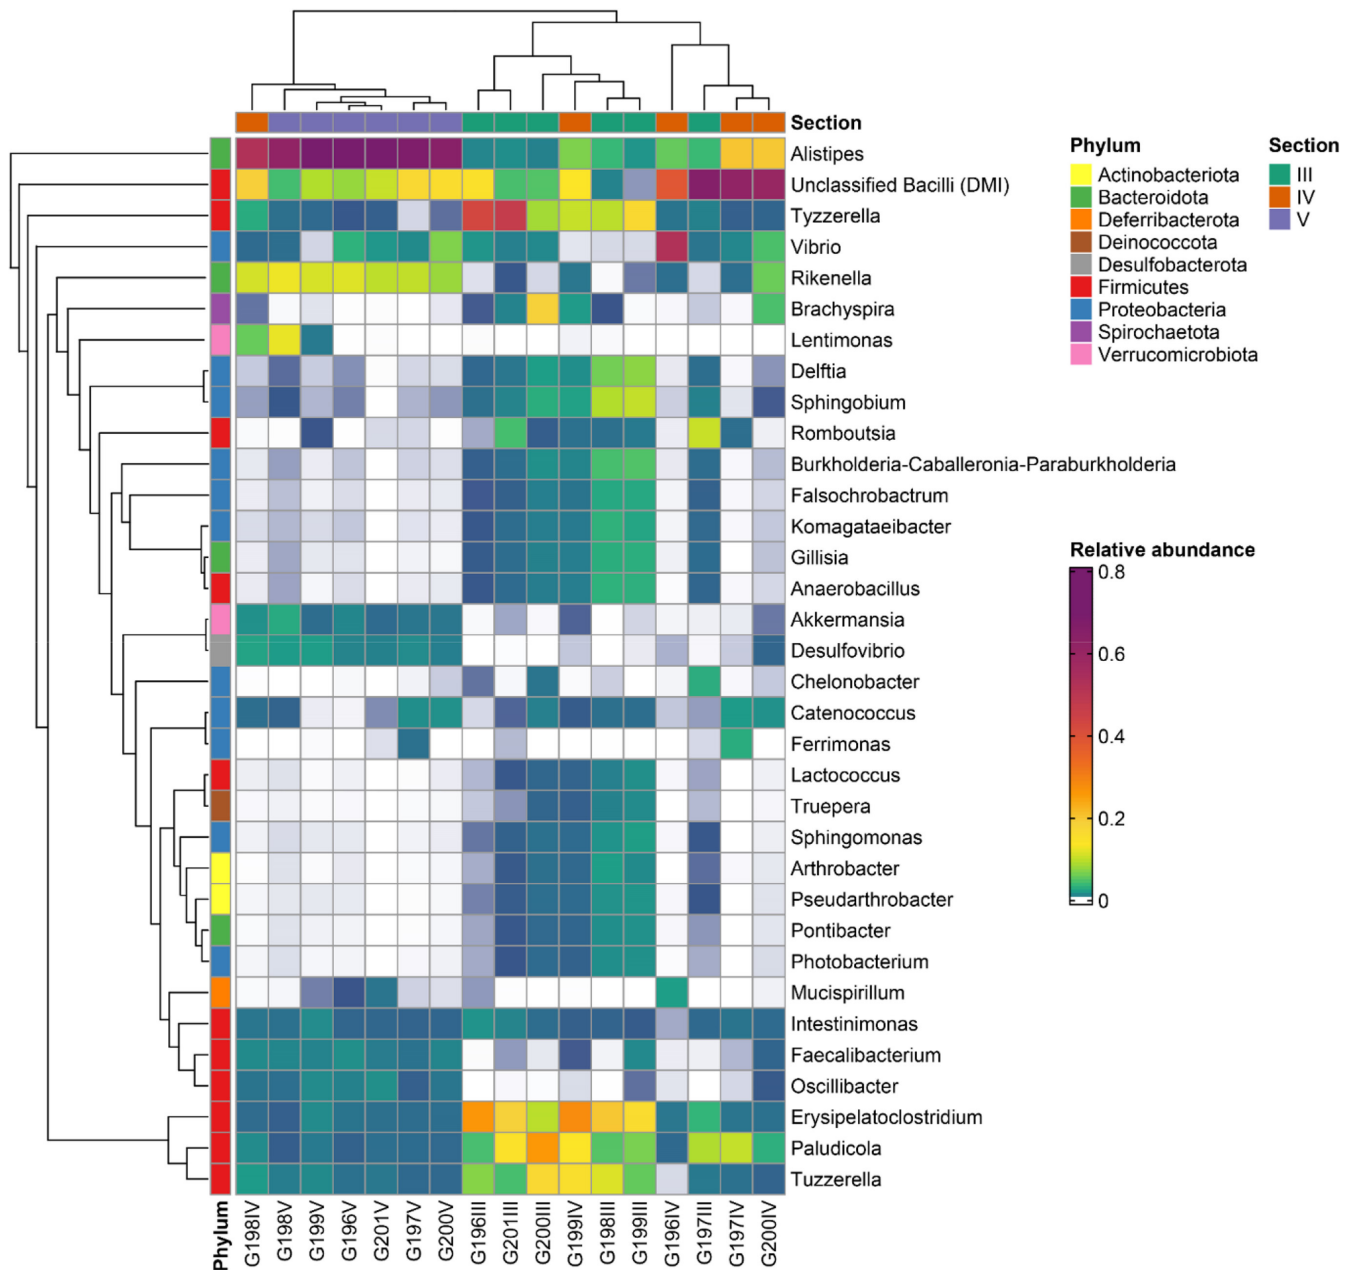 Section
Alistipes
Unclassified Bacilli (DMI)
Tyzzerella
Vibrio
Rikenella
Brachyspira
Lentimonas
Delftia
Sphingobium
Romboutsia
Burkholderia-Caballeronia-Paraburkholderia
Falsochrobactrum
Komagataeibacter
Gillisia
Anaerobacillus
Akkermansia
Desulfovibrio
Chelonobacter
Catenococcus
Ferrimonas
Lactococcus
Truepera
Sphingomonas
Arthrobacter
Pseudarthrobacter
Pontibacter
Photobacterium
Mucispirillum
Intestinimonas
Faecalibacterium
Oscillibacter
Erysipelatoclostridium
Paludicola
Tuzzerella
Phylum
G198IV
G198V
G199V
G196V
G201V
G197V
G200V
G196III
G201III
G200III
G199IV
G198III
G199III
G196IV
G197III
G197IV
G200IV
Phylum
Actinobacteriota
Bacteroidota
Deferribacterota
Deinococcota
Desulfobacterota
Firmicutes
Proteobacteria
Spirochaetota
Verrucomicrobiota
Section
III
IV
V
Relative abundance
0.8
0.6
0.4
0.2
0